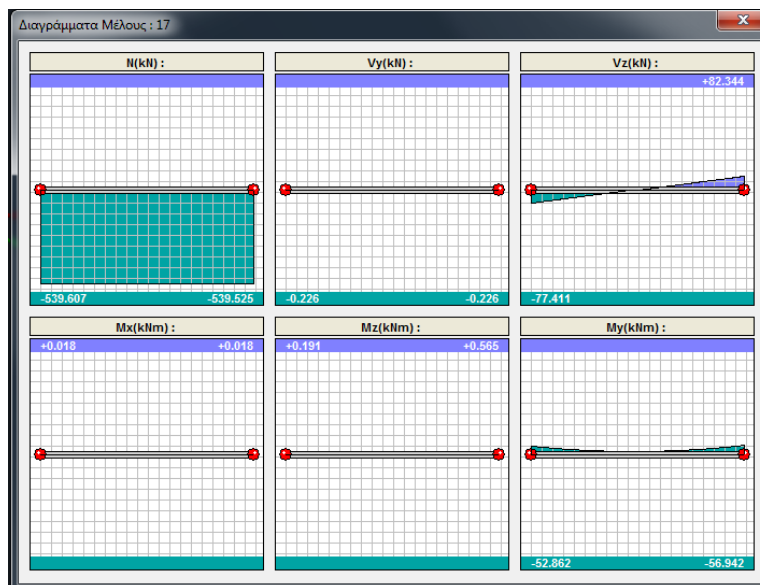 Διαγράμματα Μέλους : 17
N(kN) : Vy(kN) : Vz(kN) :
+82.344
-539.607 -539.525 -0.226 -0.226 -77.411
Mx(kNm) : Mz(kNm) : My(kNm) :
+0.018 +0.018 +0.191 +0.565
-52.862 -56.942